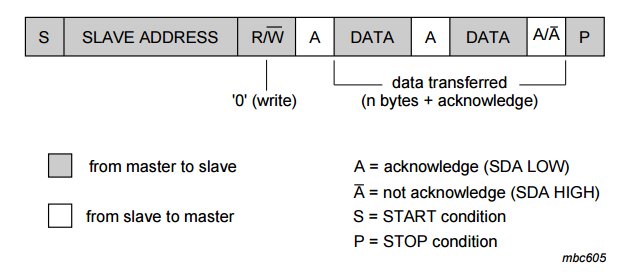 S SLAVE ADDRESS R/W̅ A DATA A DATA A/A̅ P
data transferred
'0' (write) (n bytes + acknowledge)
from master to slave A = acknowledge (SDA LOW)
A̅ = not acknowledge (SDA HIGH)
from slave to master S = START condition
P = STOP condition
mbc605